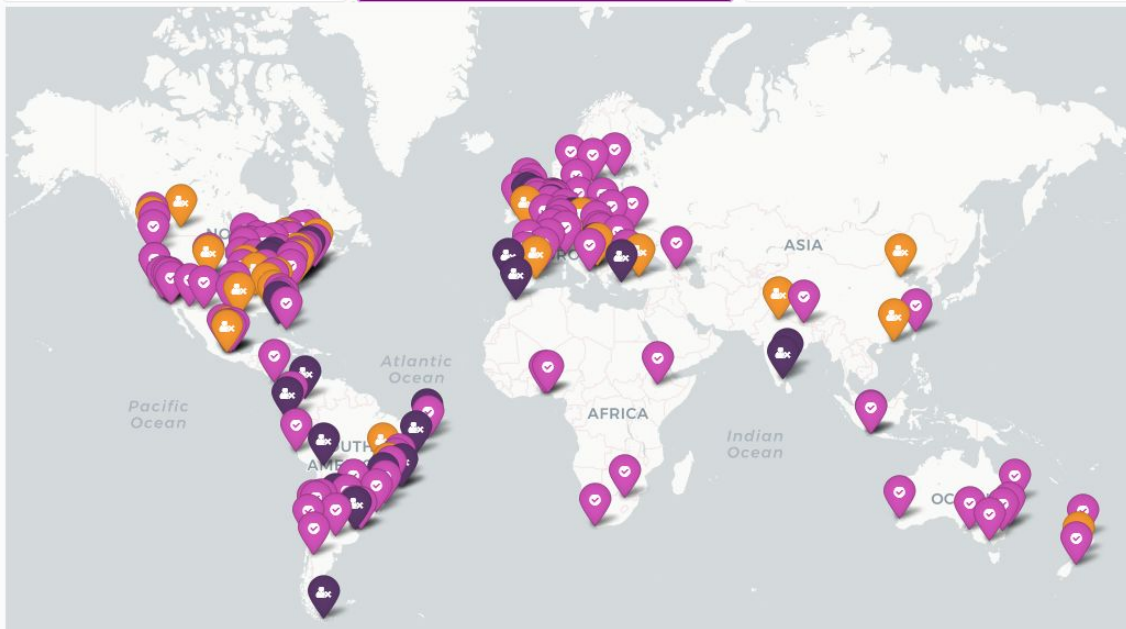 ASIA
Atlantic
Ocean
Pacific
Ocean
AFRICA
Indian
Ocean